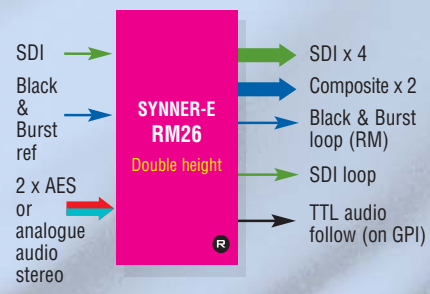 SDI
Black
&
Burst
ref
2 x AES
or
analogue
audio
stereo
SYNNER-E
RM26
Double height
R
SDI x 4
Composite x 2
Black & Burst
loop (RM)
SDI loop
TTL audio
follow (on GPI)